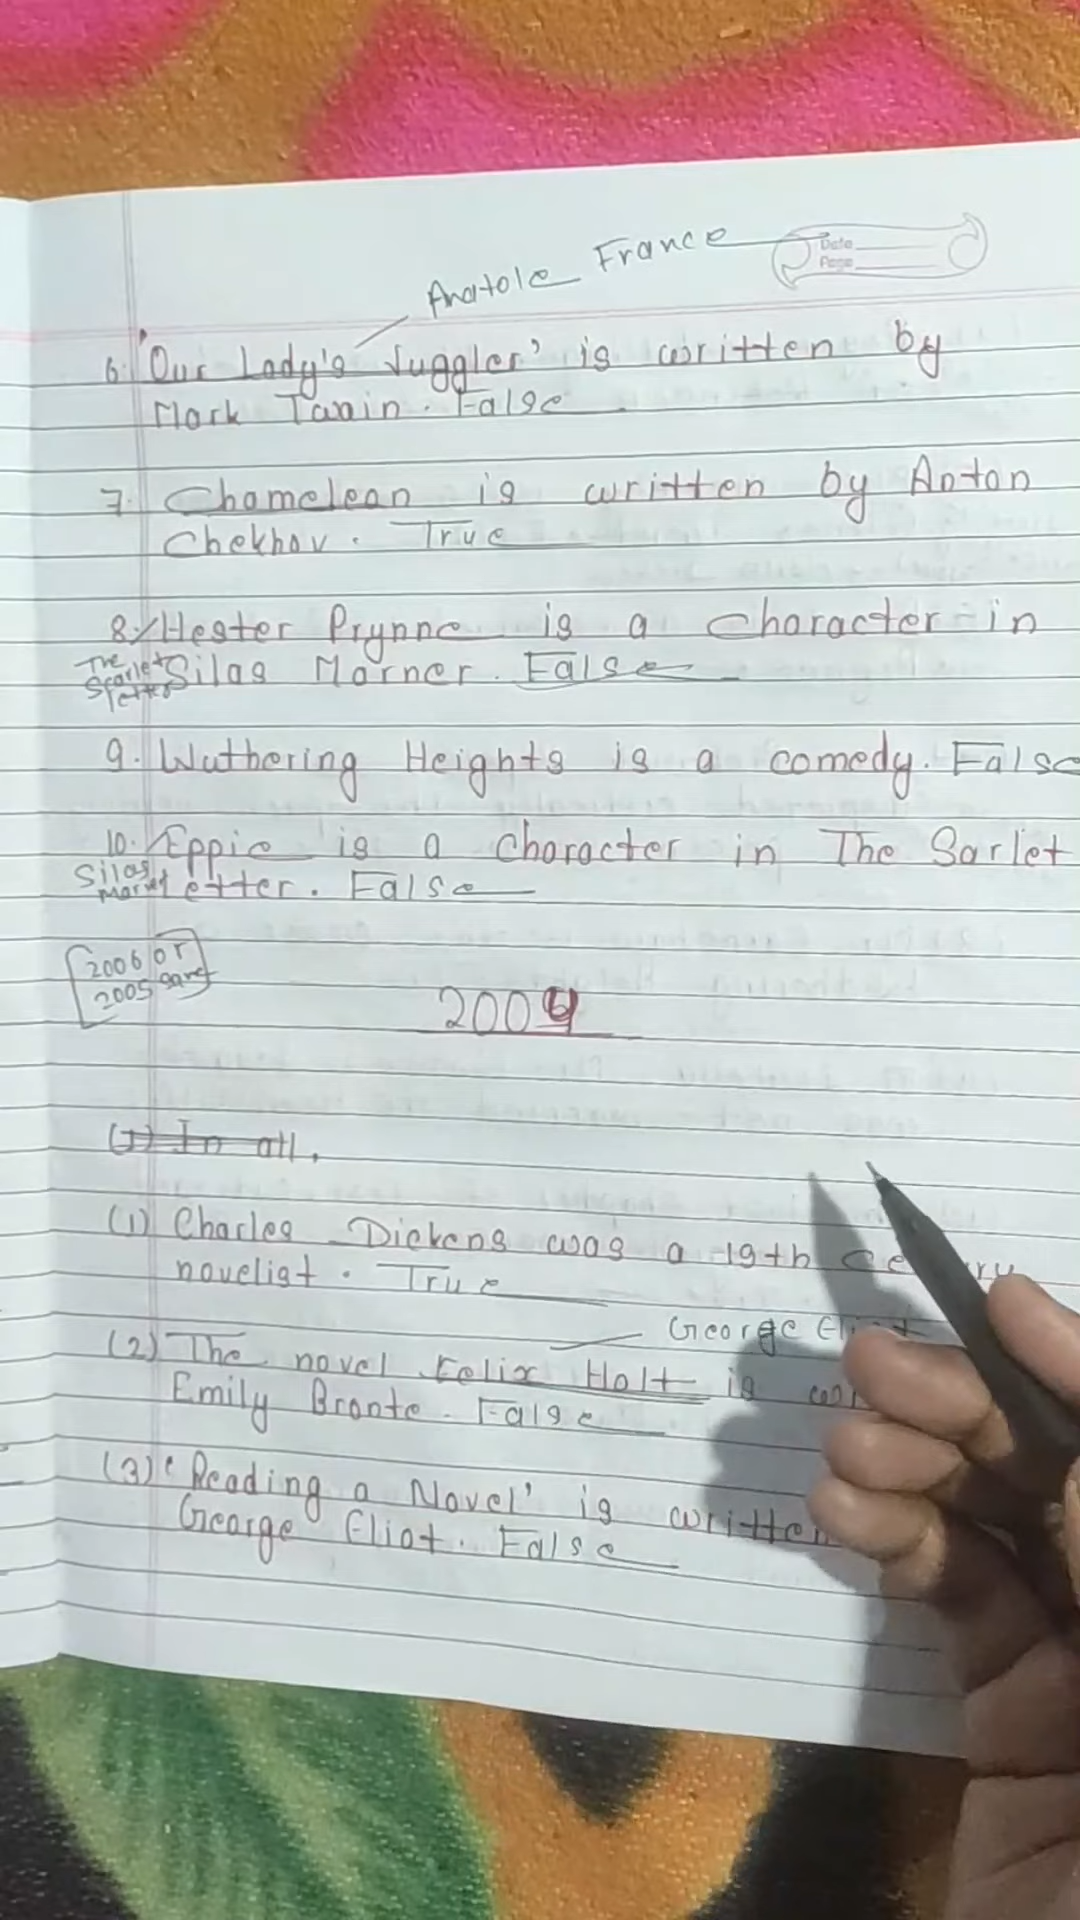 Anatole France
Date
Page
6. 'Our Lady's Juggler' is written by
Mark Twain. False
7. Chameleon is written by Anton
Chekhov. True
8. Hester Prynne is a character in
The Scarlet Letter
Silas Marner. False
9. Wuthering Heights is a comedy. False
10. Eppie is a character in The Sarlet
Silas Marner
Letter. False
2006 or
2005
2004
(1) In all.
(1) Charles Dickens was a 19th
novelist. True
George Eliot
(2) The novel Felix Holt is
Emily Bronte. False
(3) 'Reading a Novel' is written
George Eliot. False